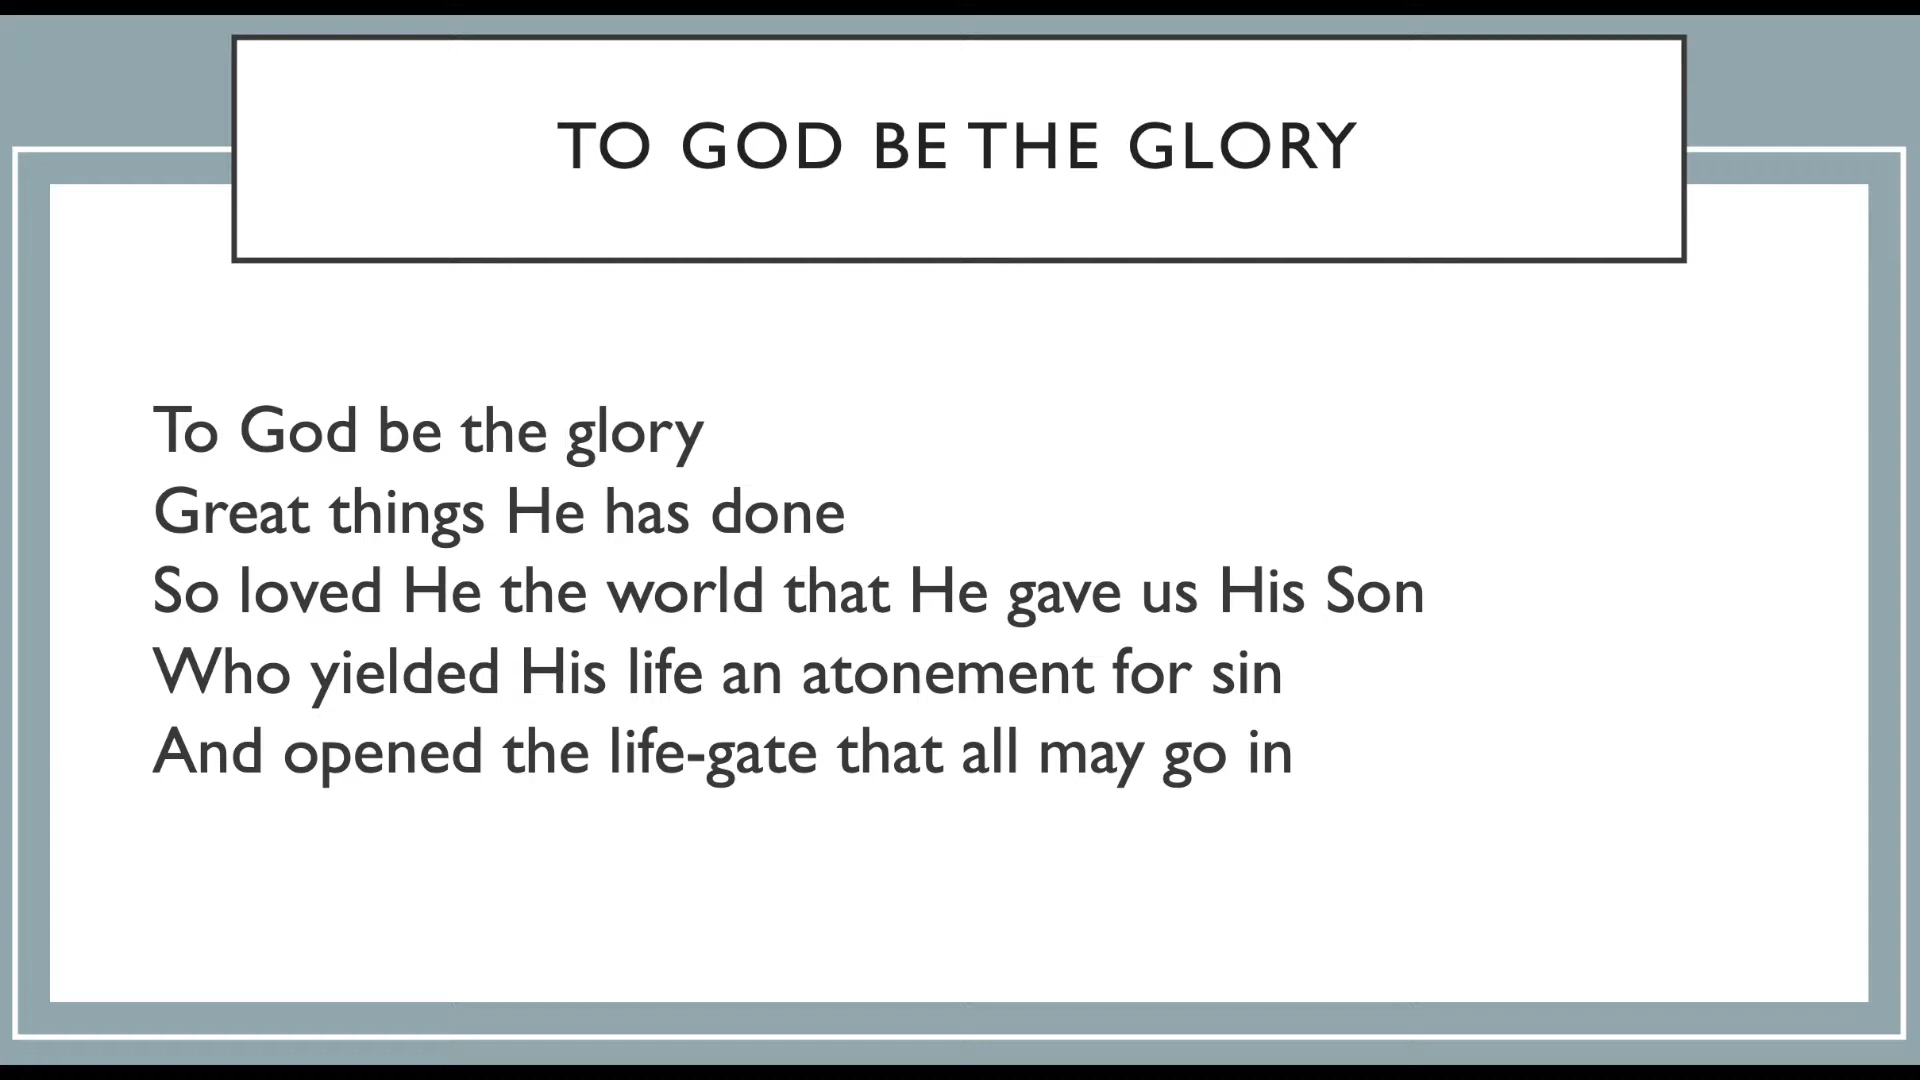 TO GOD BE THE GLORY
To God be the glory
Great things He has done
So loved He the world that He gave us His Son
Who yielded His life an atonement for sin
And opened the life-gate that all may go in